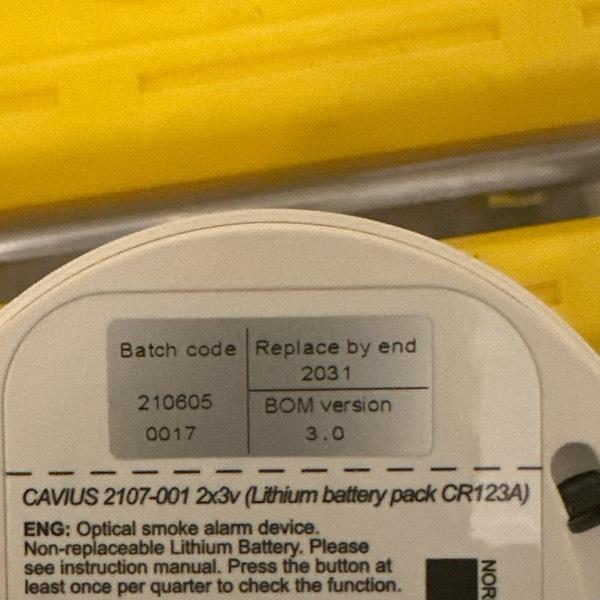 Batch code
210605
0017
Replace by end
2031
BOM version
3.0
CAVIUS 2107-001 2x3v (Lithium battery pack CR123A)
ENG: Optical smoke alarm device.
Non-replaceable Lithium Battery. Please
see instruction manual. Press the button at
least once per quarter to check the function.